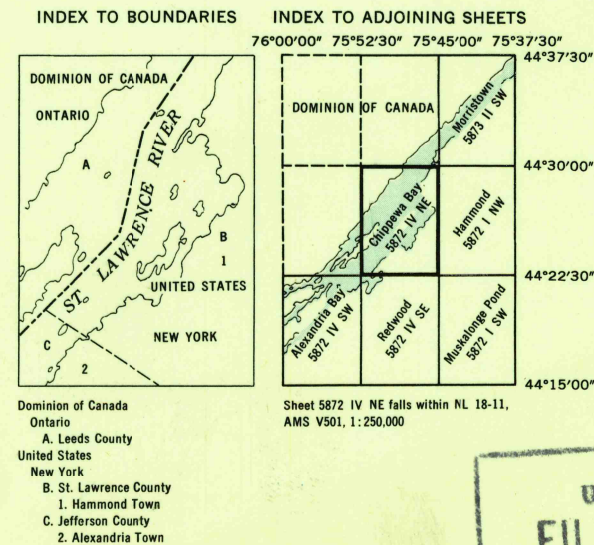 INDEX TO BOUNDARIES
DOMINION OF CANADA
ONTARIO
A
ST. LAWRENCE RIVER
B
1
UNITED STATES
C
2
NEW YORK
Dominion of Canada
Ontario
A. Leeds County
United States
New York
B. St. Lawrence County
1. Hammond Town
C. Jefferson County
2. Alexandria Town
INDEX TO ADJOINING SHEETS
76°00'00" 75°52'30" 75°45'00" 75°37'30"
44°37'30"
DOMINION OF CANADA
Morristown
5873 II SW
44°30'00"
Chippewa Bay
5872 IV NE
Hammond
5872 I NW
44°22'30"
Alexandria Bay
5872 IV SW
Redwood
5872 IV SE
Muskalonge Pond
5872 I SW
44°15'00"
Sheet 5872 IV NE falls within NL 18-11,
AMS V501, 1:250,000